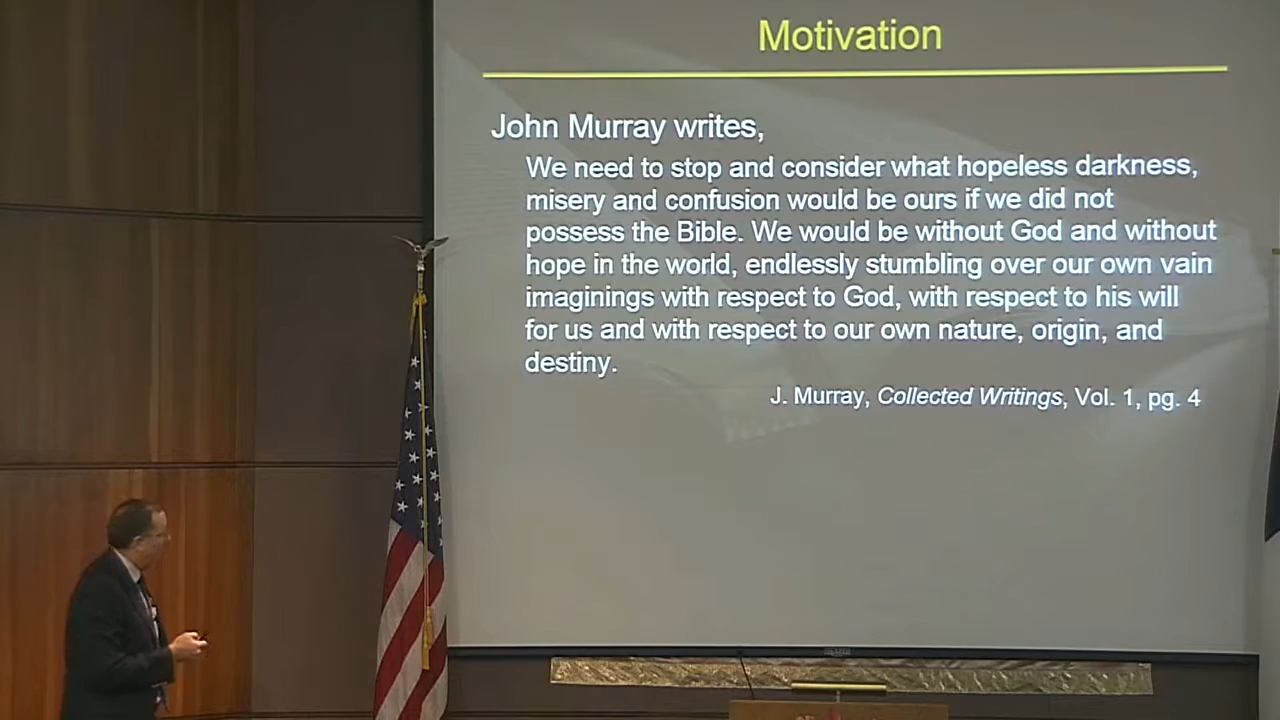 Motivation
John Murray writes,
We need to stop and consider what hopeless darkness,
misery and confusion would be ours if we did not
possess the Bible. We would be without God and without
hope in the world, endlessly stumbling over our own vain
imaginings with respect to God, with respect to his will
for us and with respect to our own nature, origin, and
destiny.
J. Murray, Collected Writings, Vol. 1, pg. 4